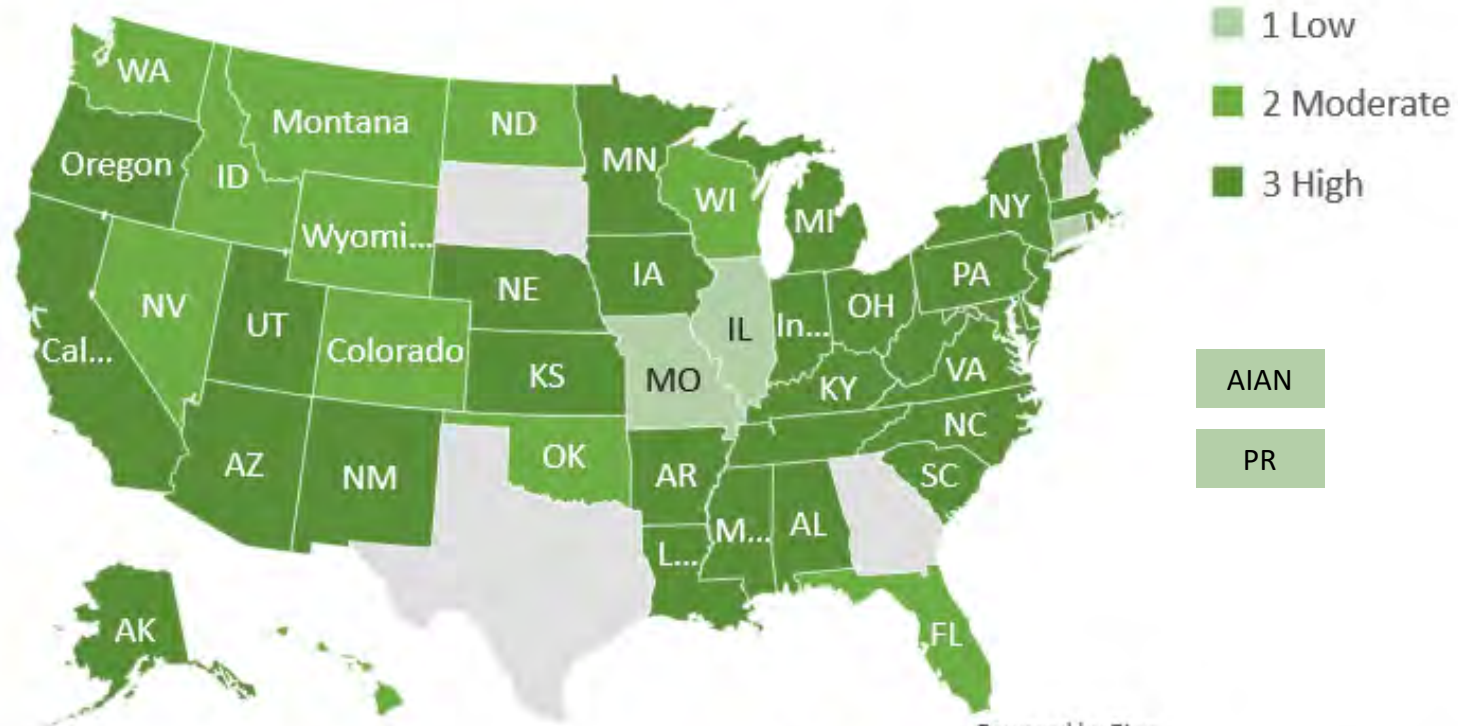 1 Low
2 Moderate
3 High
WA
Montana
ND
MN
Oregon
ID
WI
MI
NY
Wyomi...
NE
IA
PA
NV
UT
Colorado
IL
In...
OH
Cal...
KS
MO
KY
VA
AIAN
PR
AZ
NM
OK
AR
NC
SC
M...
AL
L...
AK
FL